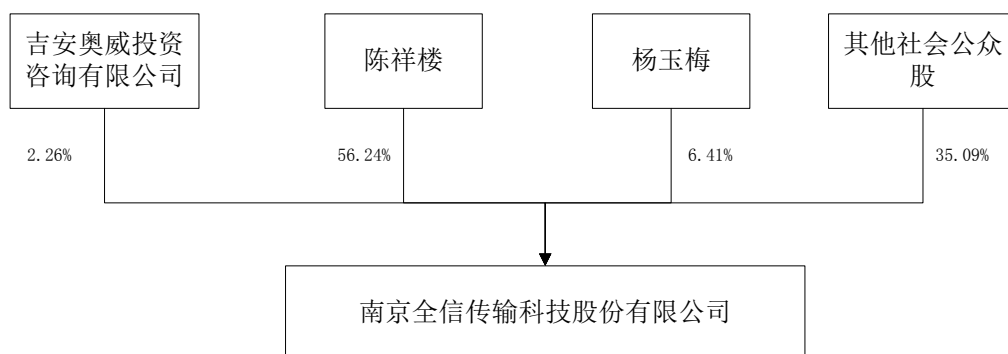 吉安奥威投资
咨询有限公司
陈祥楼
杨玉梅
其他社会公众
股
2.26%
56.24%
6.41%
35.09%
南京全信传输科技股份有限公司